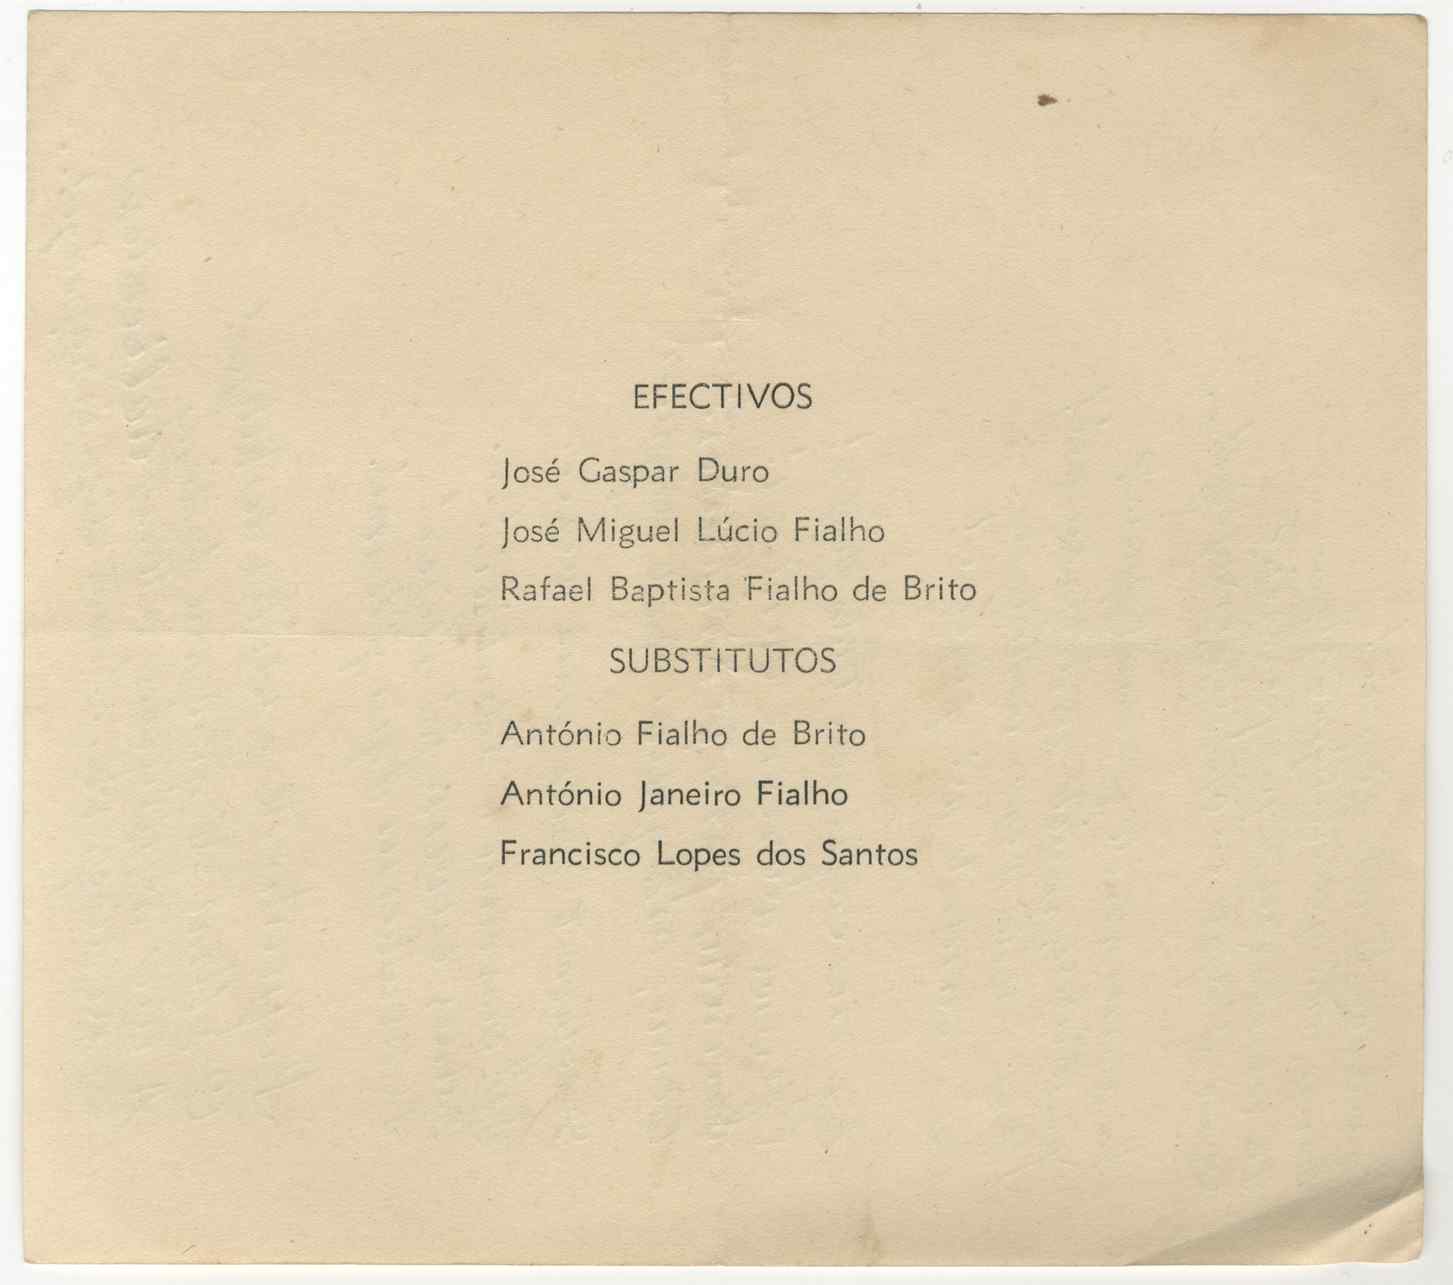 EFECTIVOS
José Gaspar Duro
José Miguel Lúcio Fialho
Rafael Baptista Fialho de Brito
SUBSTITUTOS
António Fialho de Brito
António Janeiro Fialho
Francisco Lopes dos Santos